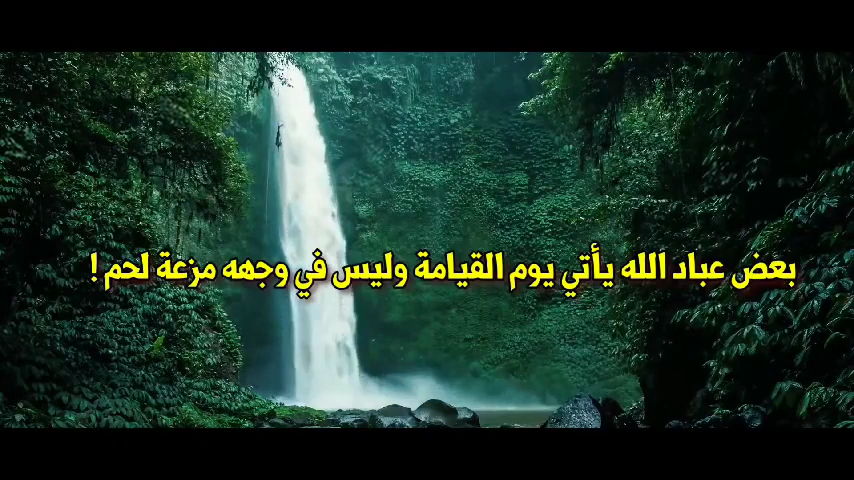 بعض عباد الله يأتي يوم القيامة وليس في وجهه مزعة لحم !